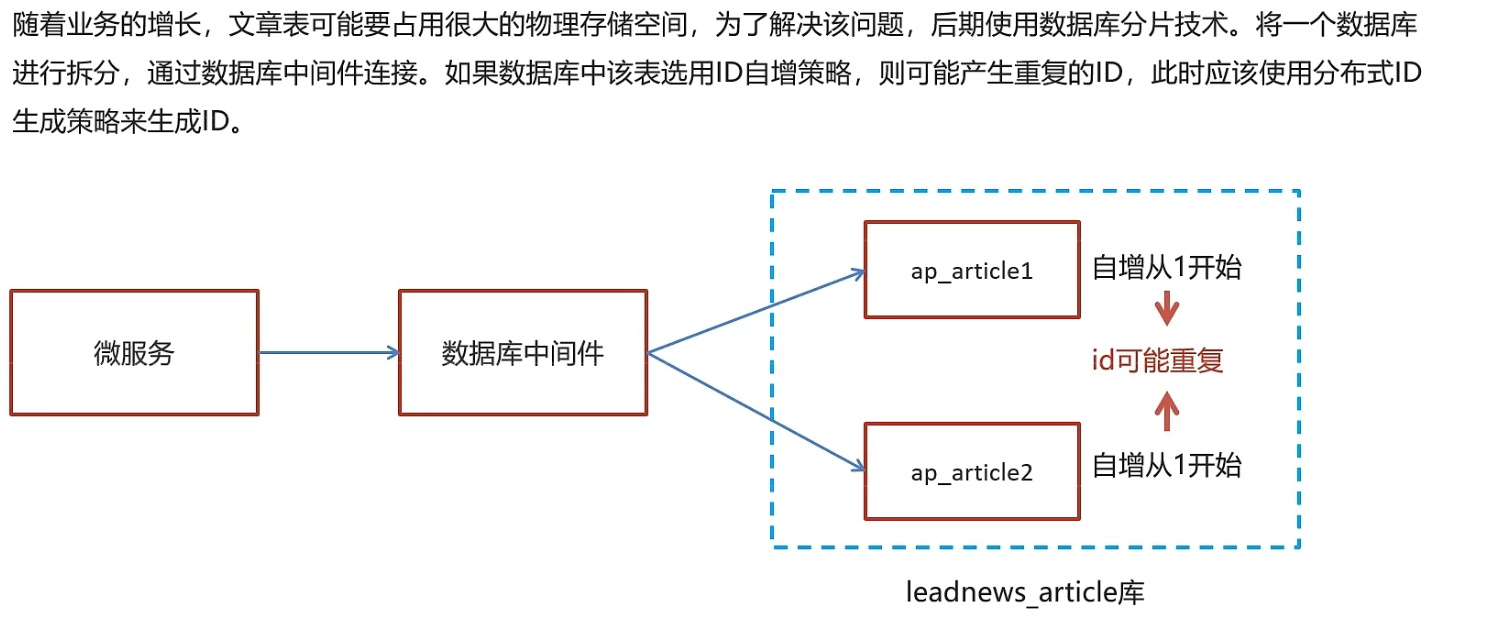 随着业务的增长，文章表可能要占用很大的物理存储空间，为了解决该问题，后期使用数据库分片技术。将一个数据库
进行拆分，通过数据库中间件连接。如果数据库中该表选用ID自增策略，则可能产生重复的ID，此时应该使用分布式ID
生成策略来生成ID。
ap_article1
自增从1开始
微服务
数据库中间件
id可能重复
ap_article2
自增从1开始
leadnews_article库